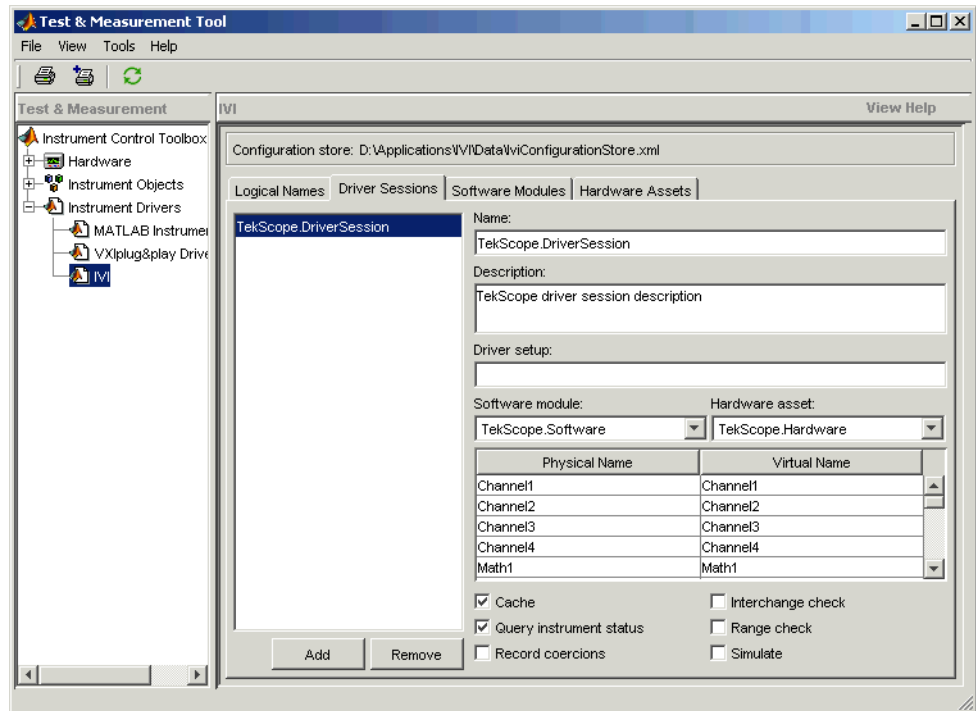 Test & Measurement Tool
File View Tools Help
Test & Measurement
IVI
View Help
Instrument Control Toolbox
Hardware
Instrument Objects
Instrument Drivers
MATLAB Instrumen
VXIplug&play Drive
IVI
Configuration store: D:\Applications\IVI\Data\IviConfigurationStore.xml
Logical Names Driver Sessions Software Modules Hardware Assets
TekScope.DriverSession
Name:
TekScope.DriverSession
Description:
TekScope driver session description
Driver setup:
Software module: Hardware asset:
TekScope.Software TekScope.Hardware
Physical Name Virtual Name
Channel1 Channel1
Channel2 Channel2
Channel3 Channel3
Channel4 Channel4
Math1 Math1
Cache Interchange check
Query instrument status Range check
Record coercions Simulate
Add Remove